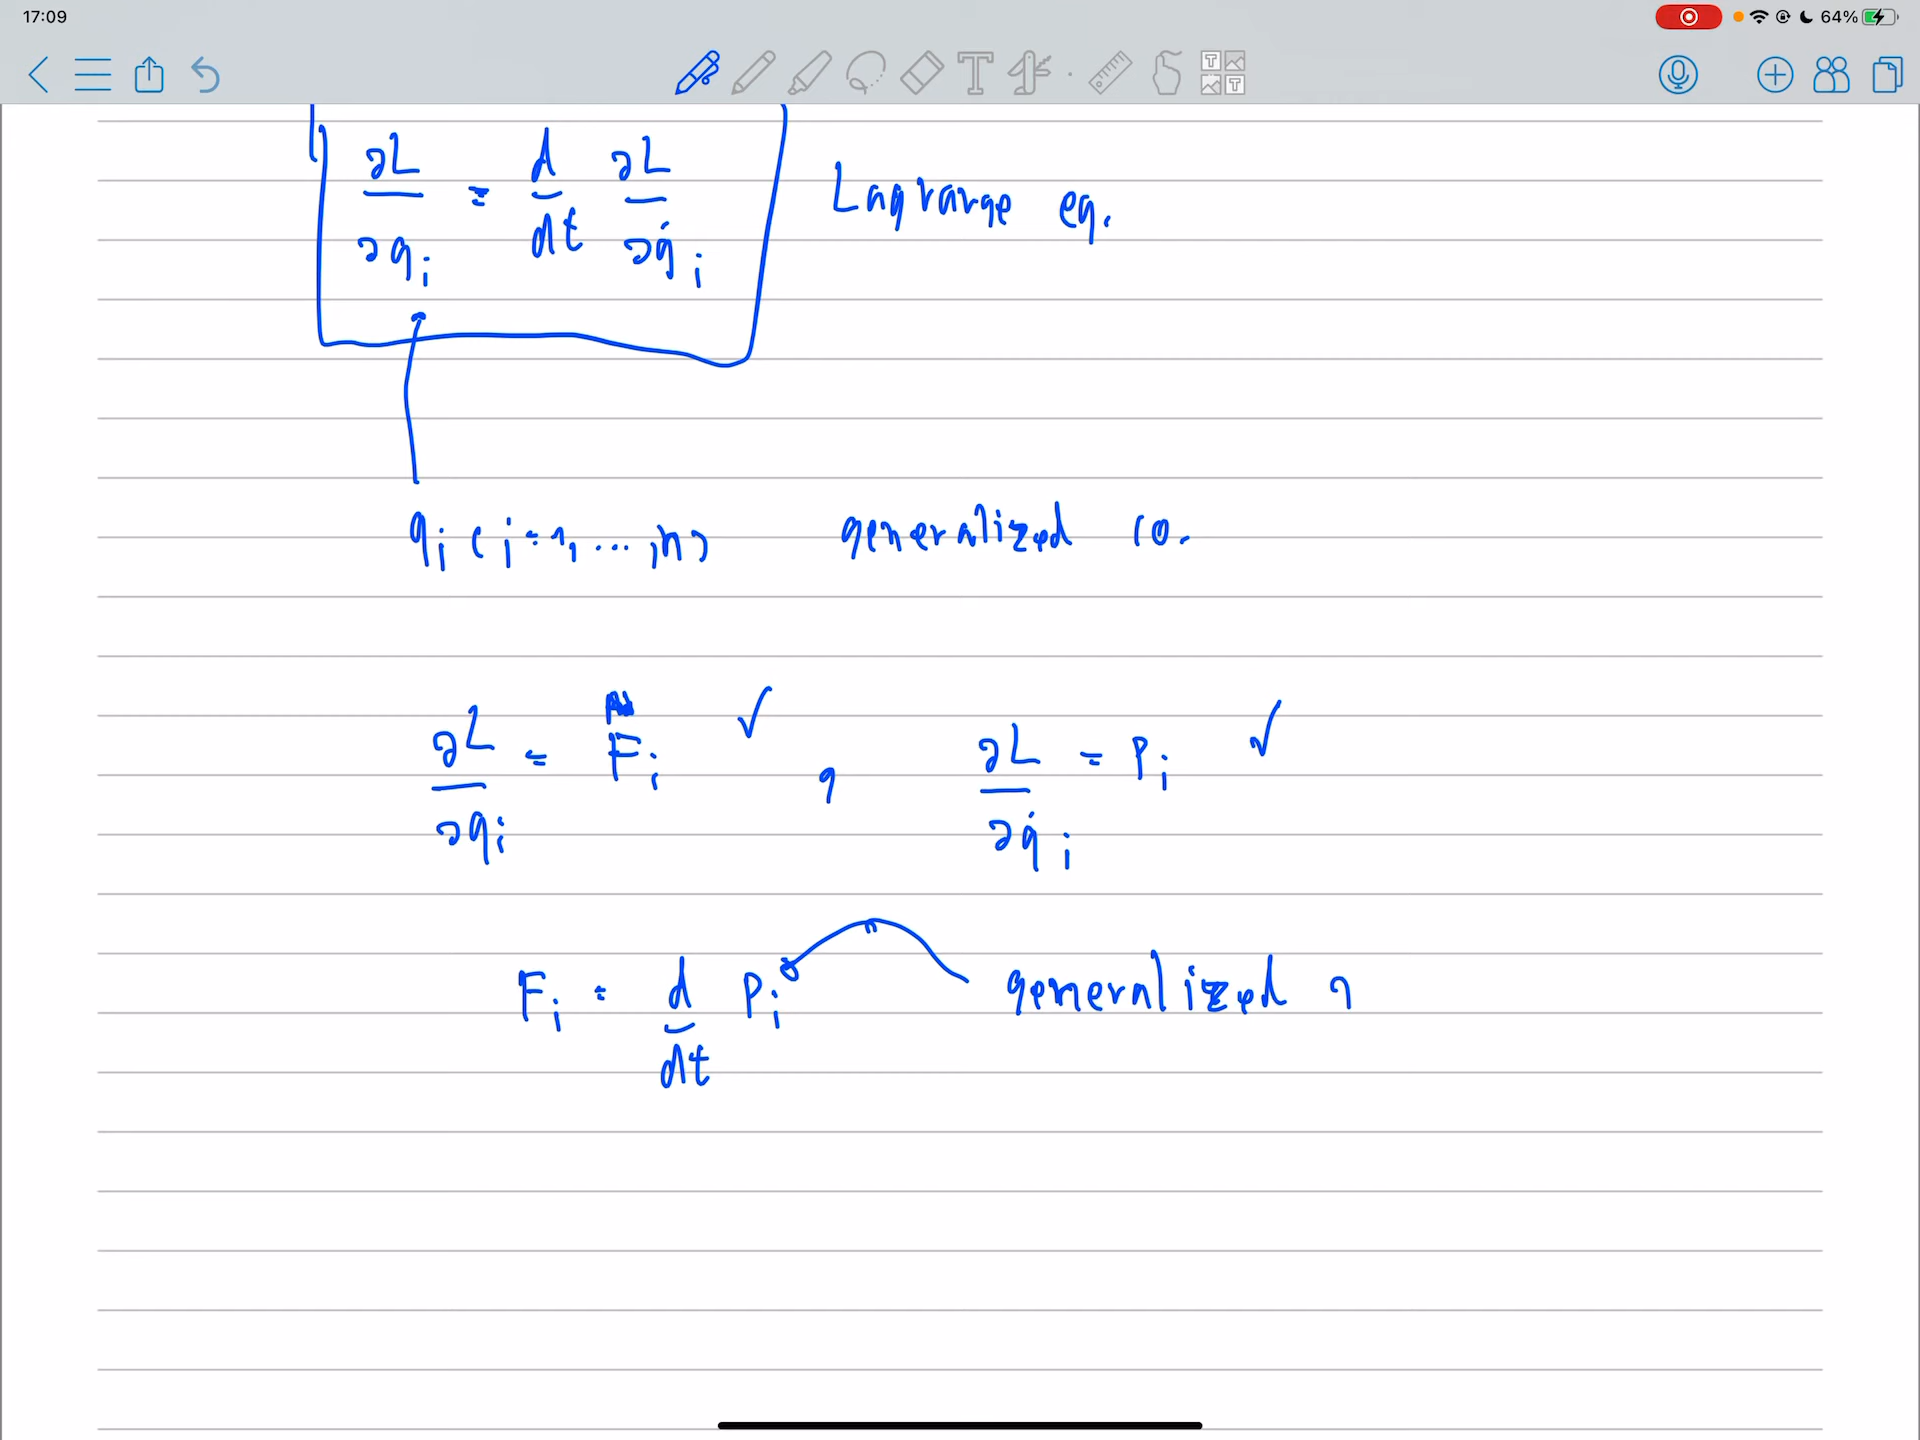 17:09 64%
∂L/∂qᵢ = d/dt ∂L/∂q̇ᵢ Lagrange eq.
qᵢ (i=1, ..., n) generalized co.
∂L/∂qᵢ = Fᵢ ✓ , ∂L/∂q̇ᵢ = Pᵢ ✓
Fᵢ = d/dt Pᵢ generalized